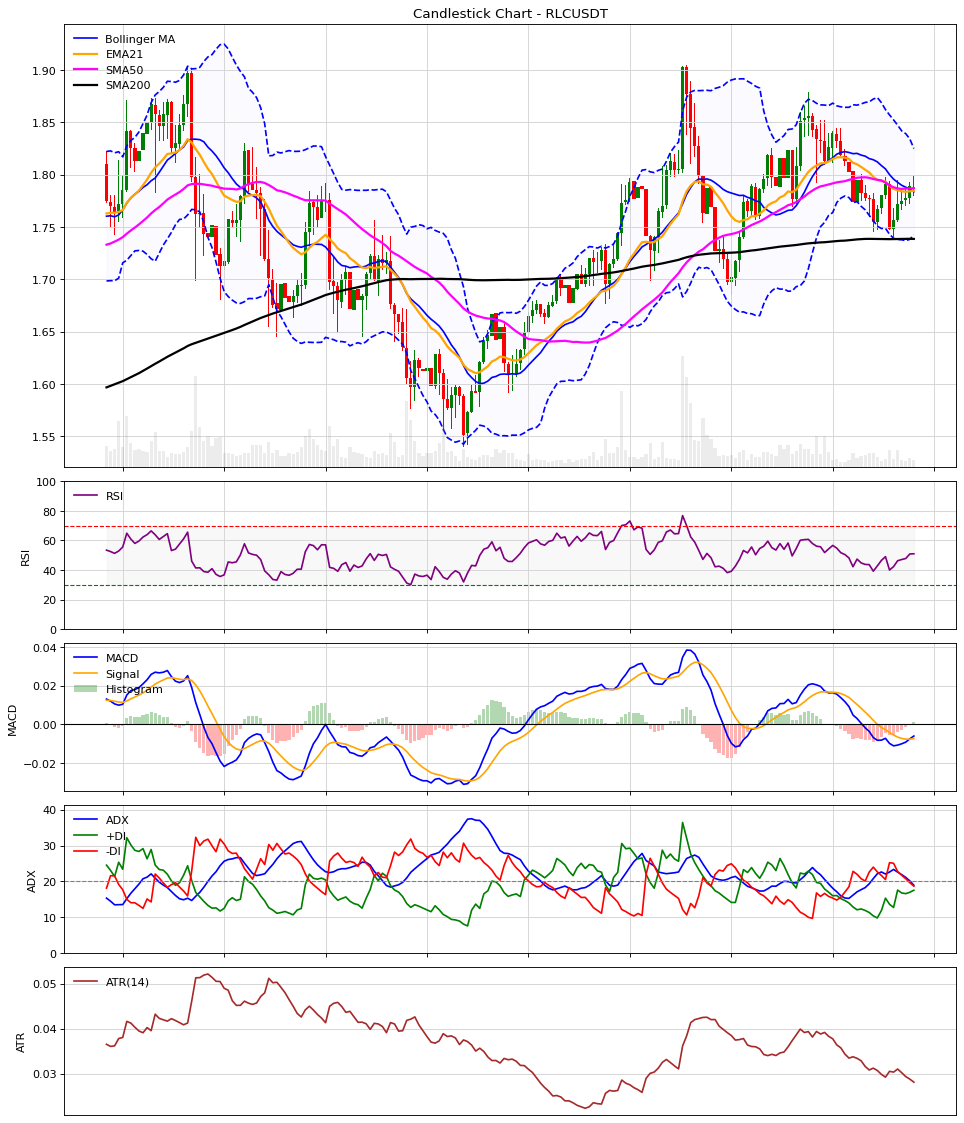 Candlestick Chart - RLCUSDT
Bollinger MA
EMA21
SMA50
SMA200
1.90
1.85
1.80
1.75
1.70
1.65
1.60
1.55
RSI
RSI
100
80
60
40
20
0
MACD
Signal
Histogram
MACD
0.04
0.02
0.00
−0.02
ADX
+DI
-DI
ADX
40
30
20
10
0
ATR(14)
ATR
0.05
0.04
0.03